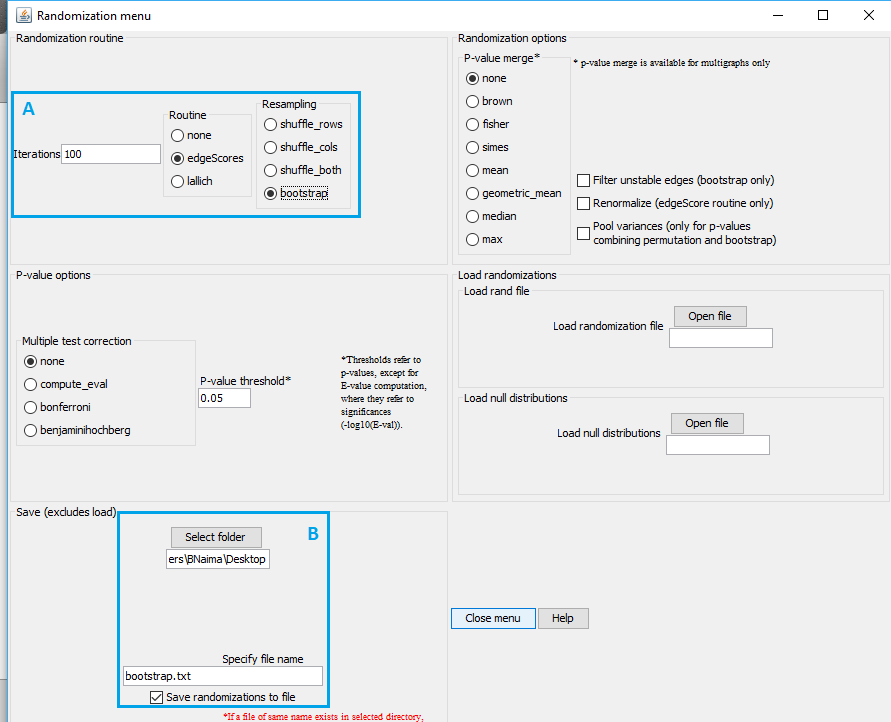 Randomization menu
Randomization routine
A
Iterations 100
Routine
none
edgeScores
lallich
Resampling
shuffle_rows
shuffle_cols
shuffle_both
bootstrap
Randomization options
P-value merge*
none
brown
fisher
simes
mean
geometric_mean
median
max
* p-value merge is available for multigraphs only
Filter unstable edges (bootstrap only)
Renormalize (edgeScore routine only)
Pool variances (only for p-values
combining permutation and bootstrap)
P-value options
Multiple test correction
none
compute_eval
bonferroni
benjaminihochberg
P-value threshold*
0.05
*Thresholds refer to
p-values, except for
E-value computation,
where they refer to
significances
(-log10(E-val)).
Load randomizations
Load rand file
Load randomization file
Open file
Load null distributions
Load null distributions
Open file
Save (excludes load)
B
Select folder
ers\BNaima\Desktop
Specify file name
bootstrap.txt
Save randomizations to file
*If a file of same name exists in selected directory,
Close menu
Help